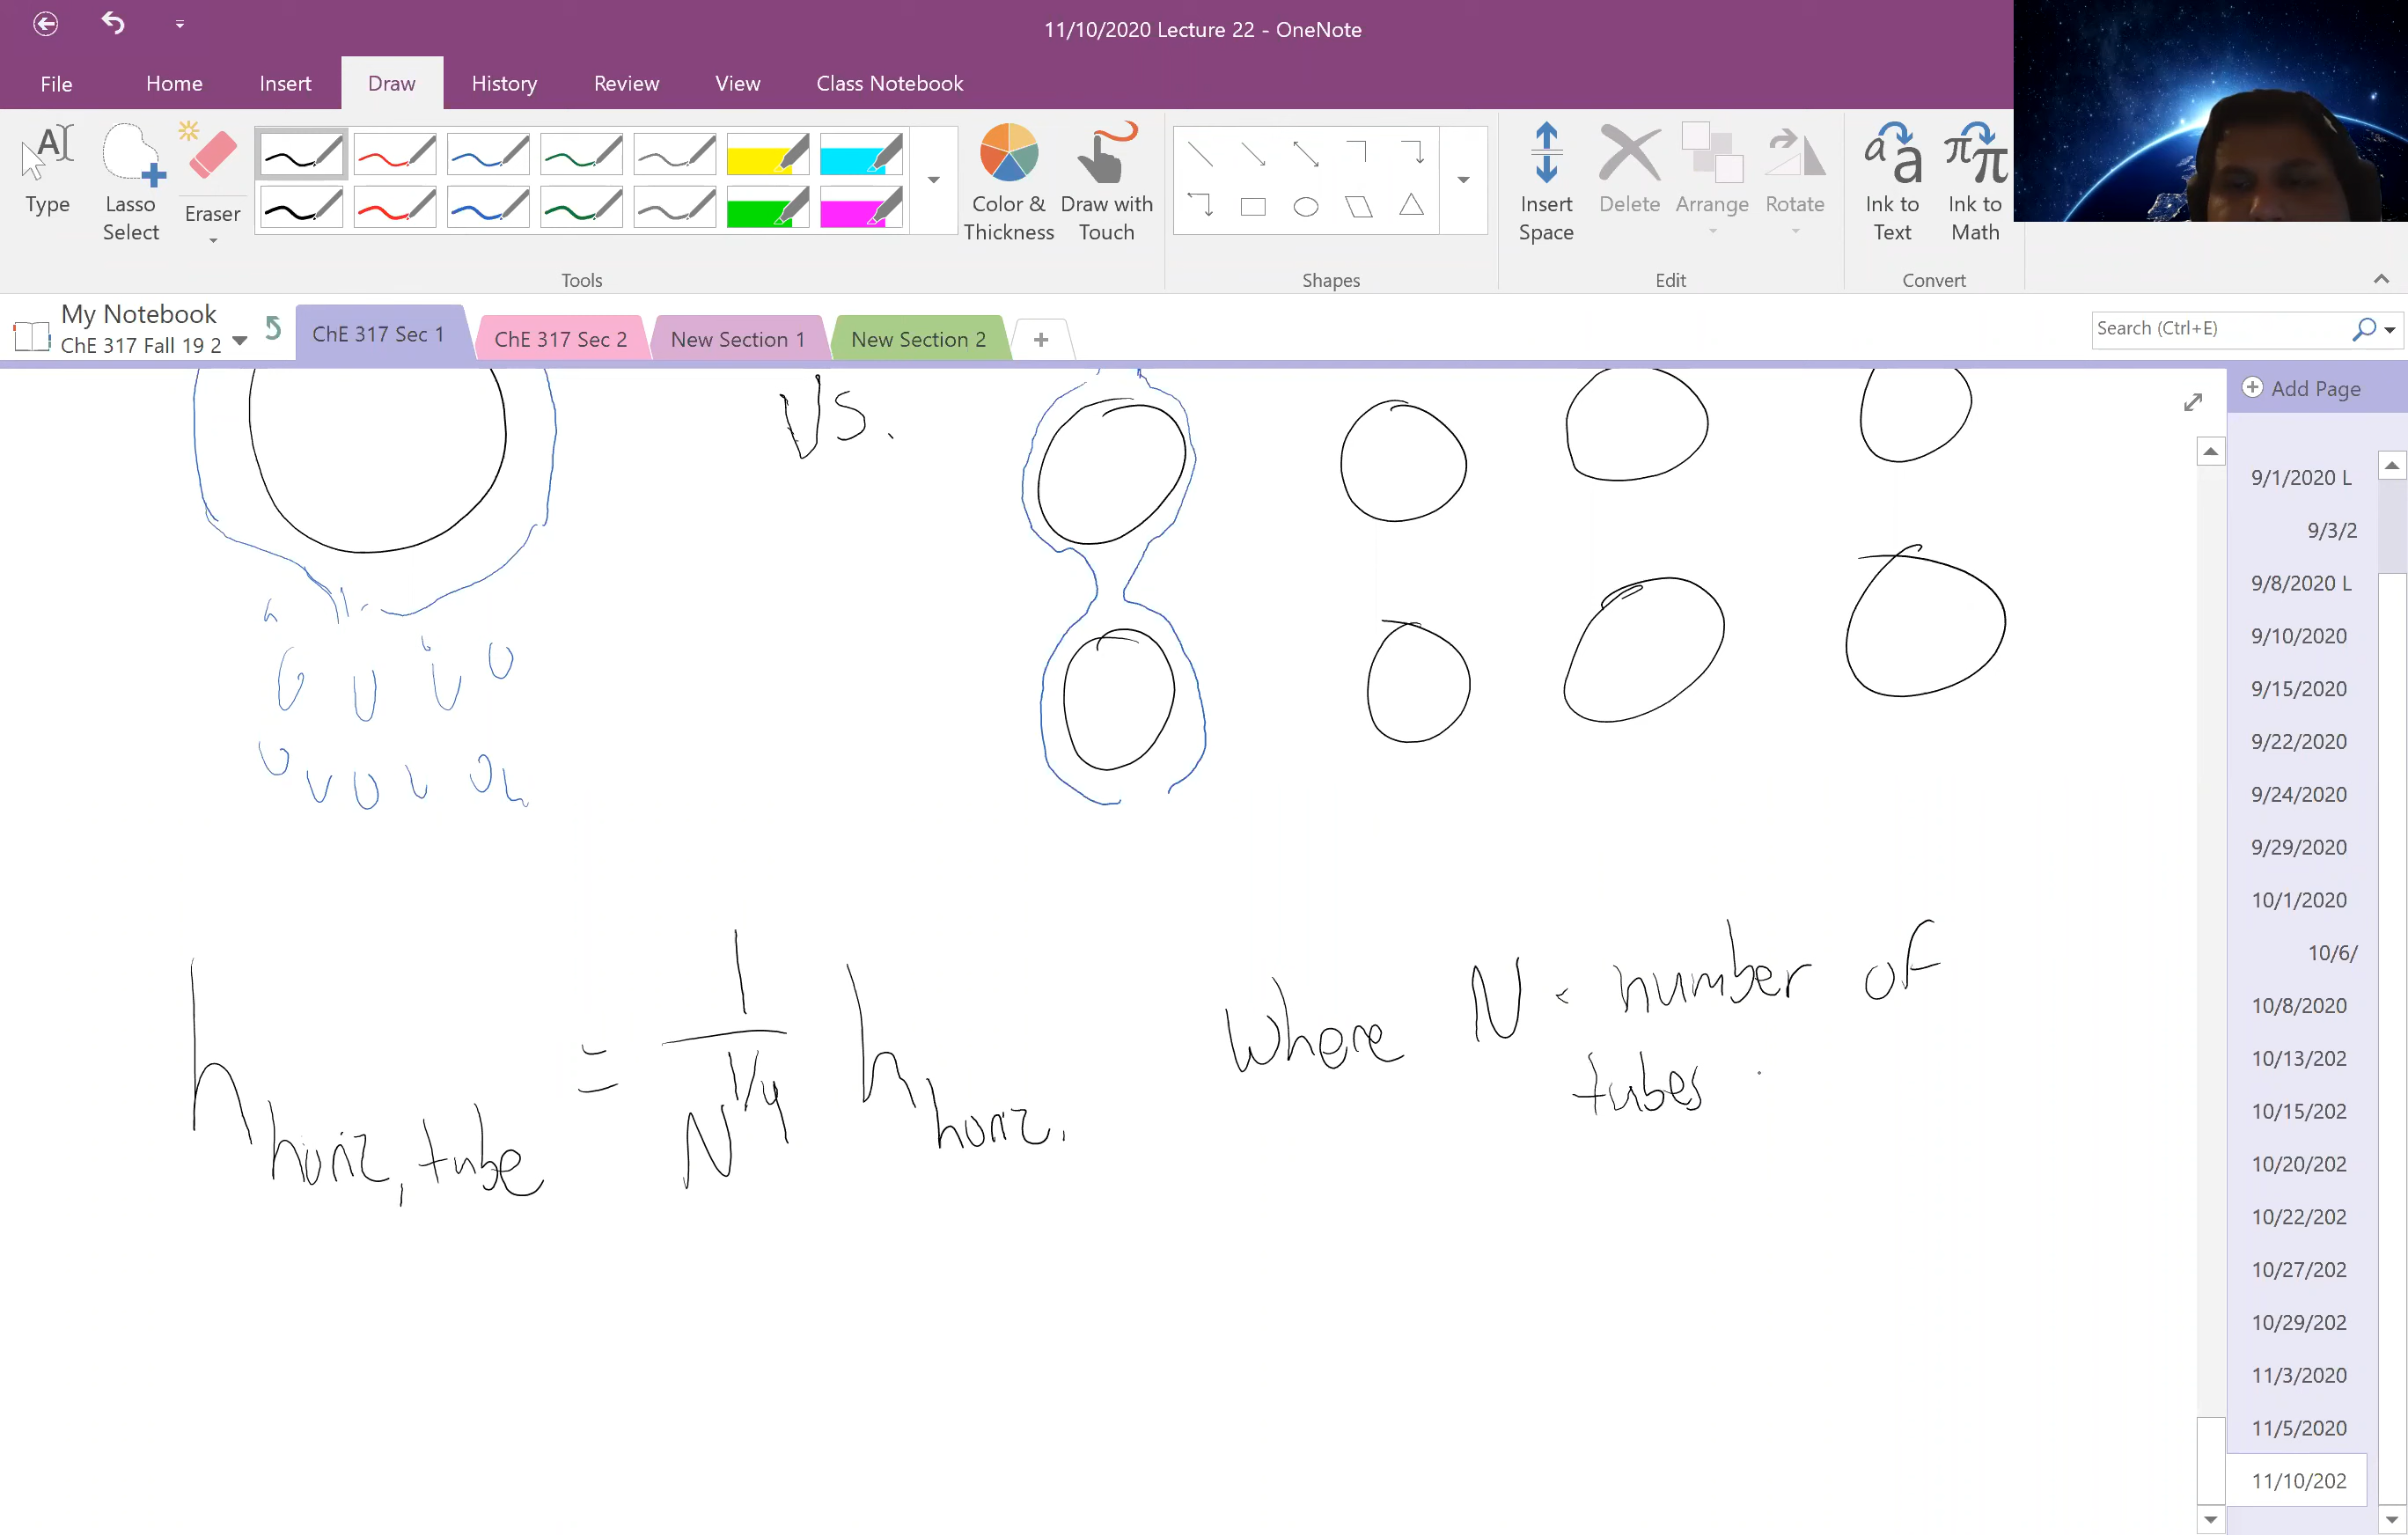 11/10/2020 Lecture 22 - OneNote
File Home Insert Draw History Review View Class Notebook
Type
Lasso Select
Eraser
Color & Thickness
Draw with Touch
Insert Space
Delete
Arrange
Rotate
Ink to Text
Ink to Math
Tools Shapes Edit Convert
My Notebook
ChE 317 Fall 19 2
ChE 317 Sec 1 ChE 317 Sec 2 New Section 1 New Section 2 +
Search (Ctrl+E)
Add Page
9/1/2020 L
9/3/2
9/8/2020 L
9/10/2020
9/15/2020
9/22/2020
9/24/2020
9/29/2020
10/1/2020
10/6/
10/8/2020
10/13/202
10/15/202
10/20/202
10/22/202
10/27/202
10/29/202
11/3/2020
11/5/2020
11/10/202
Vs.
h horiz, tube = 1/N^1/4 h horiz. Where N = number of
tubes